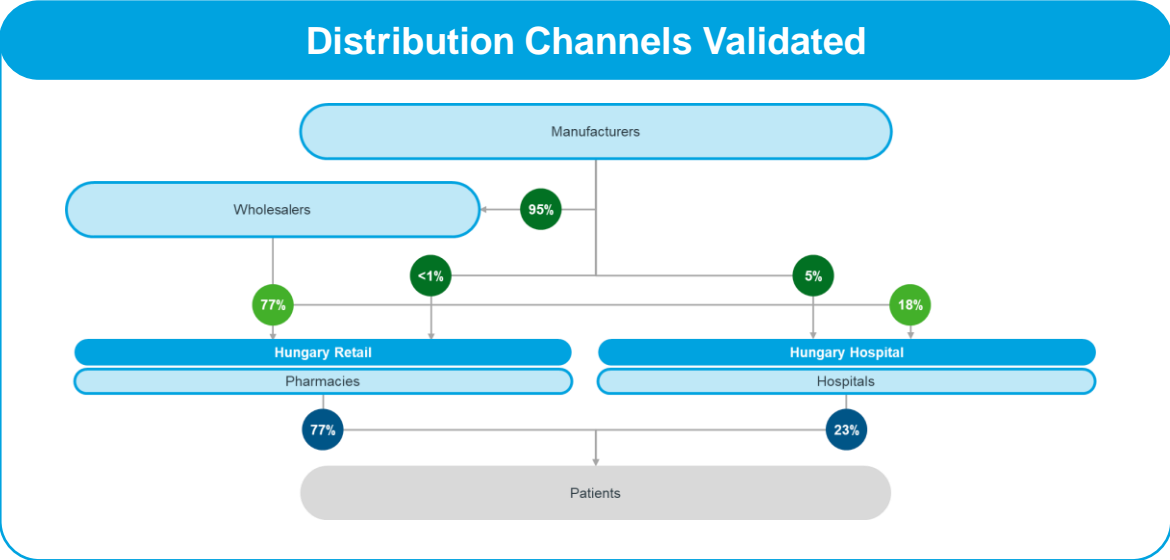 Distribution Channels Validated
Manufacturers
Wholesalers
95%
<1%
5%
77%
18%
Hungary Retail
Hungary Hospital
Pharmacies
Hospitals
77%
23%
Patients